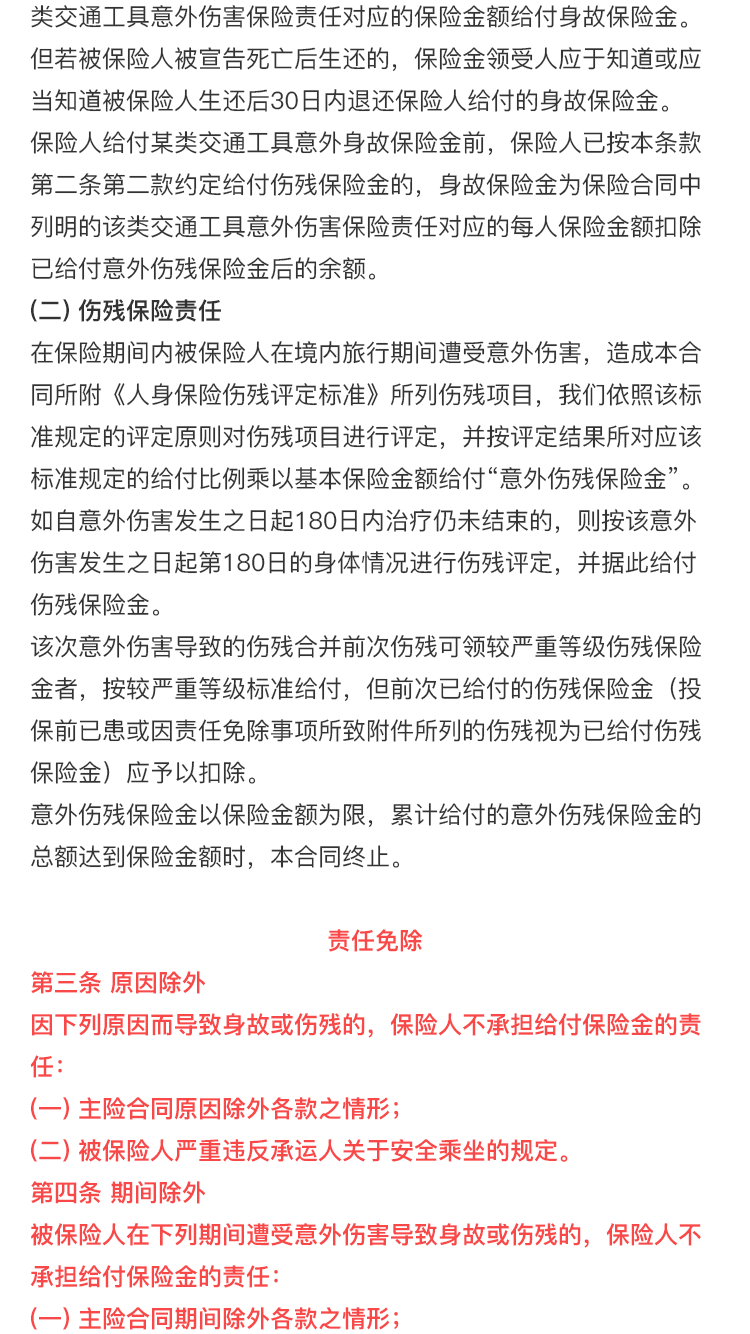 类交通工具意外伤害保险责任对应的保险金额给付身故保险金。
但若被保险人被宣告死亡后生还的，保险金领受人应于知道或应
当知道被保险人生还后30日内退还保险人给付的身故保险金。
保险人给付某类交通工具意外身故保险金前，保险人已按本条款
第二条第二款约定给付伤残保险金的，身故保险金为保险合同中
列明的该类交通工具意外伤害保险责任对应的每人保险金额扣除
已给付意外伤残保险金后的余额。
(二) 伤残保险责任
在保险期间内被保险人在境内旅行期间遭受意外伤害，造成本合
同所附《人身保险伤残评定标准》所列伤残项目，我们依照该标
准规定的评定原则对伤残项目进行评定，并按评定结果所对应该
标准规定的给付比例乘以基本保险金额给付“意外伤残保险金”。
如自意外伤害发生之日起180日内治疗仍未结束的，则按该意外
伤害发生之日起第180日的身体情况进行伤残评定，并据此给付
伤残保险金。
该次意外伤害导致的伤残合并前次伤残可领较严重等级伤残保险
金者，按较严重等级标准给付，但前次已给付的伤残保险金（投
保前已患或因责任免除事项所致附件所列的伤残视为已给付伤残
保险金）应予以扣除。
意外伤残保险金以保险金额为限，累计给付的意外伤残保险金的
总额达到保险金额时，本合同终止。
责任免除
第三条 原因除外
因下列原因而导致身故或伤残的，保险人不承担给付保险金的责
任：
(一) 主险合同原因除外各款之情形；
(二) 被保险人严重违反承运人关于安全乘坐的规定。
第四条 期间除外
被保险人在下列期间遭受意外伤害导致身故或伤残的，保险人不
承担给付保险金的责任：
(一) 主险合同期间除外各款之情形；